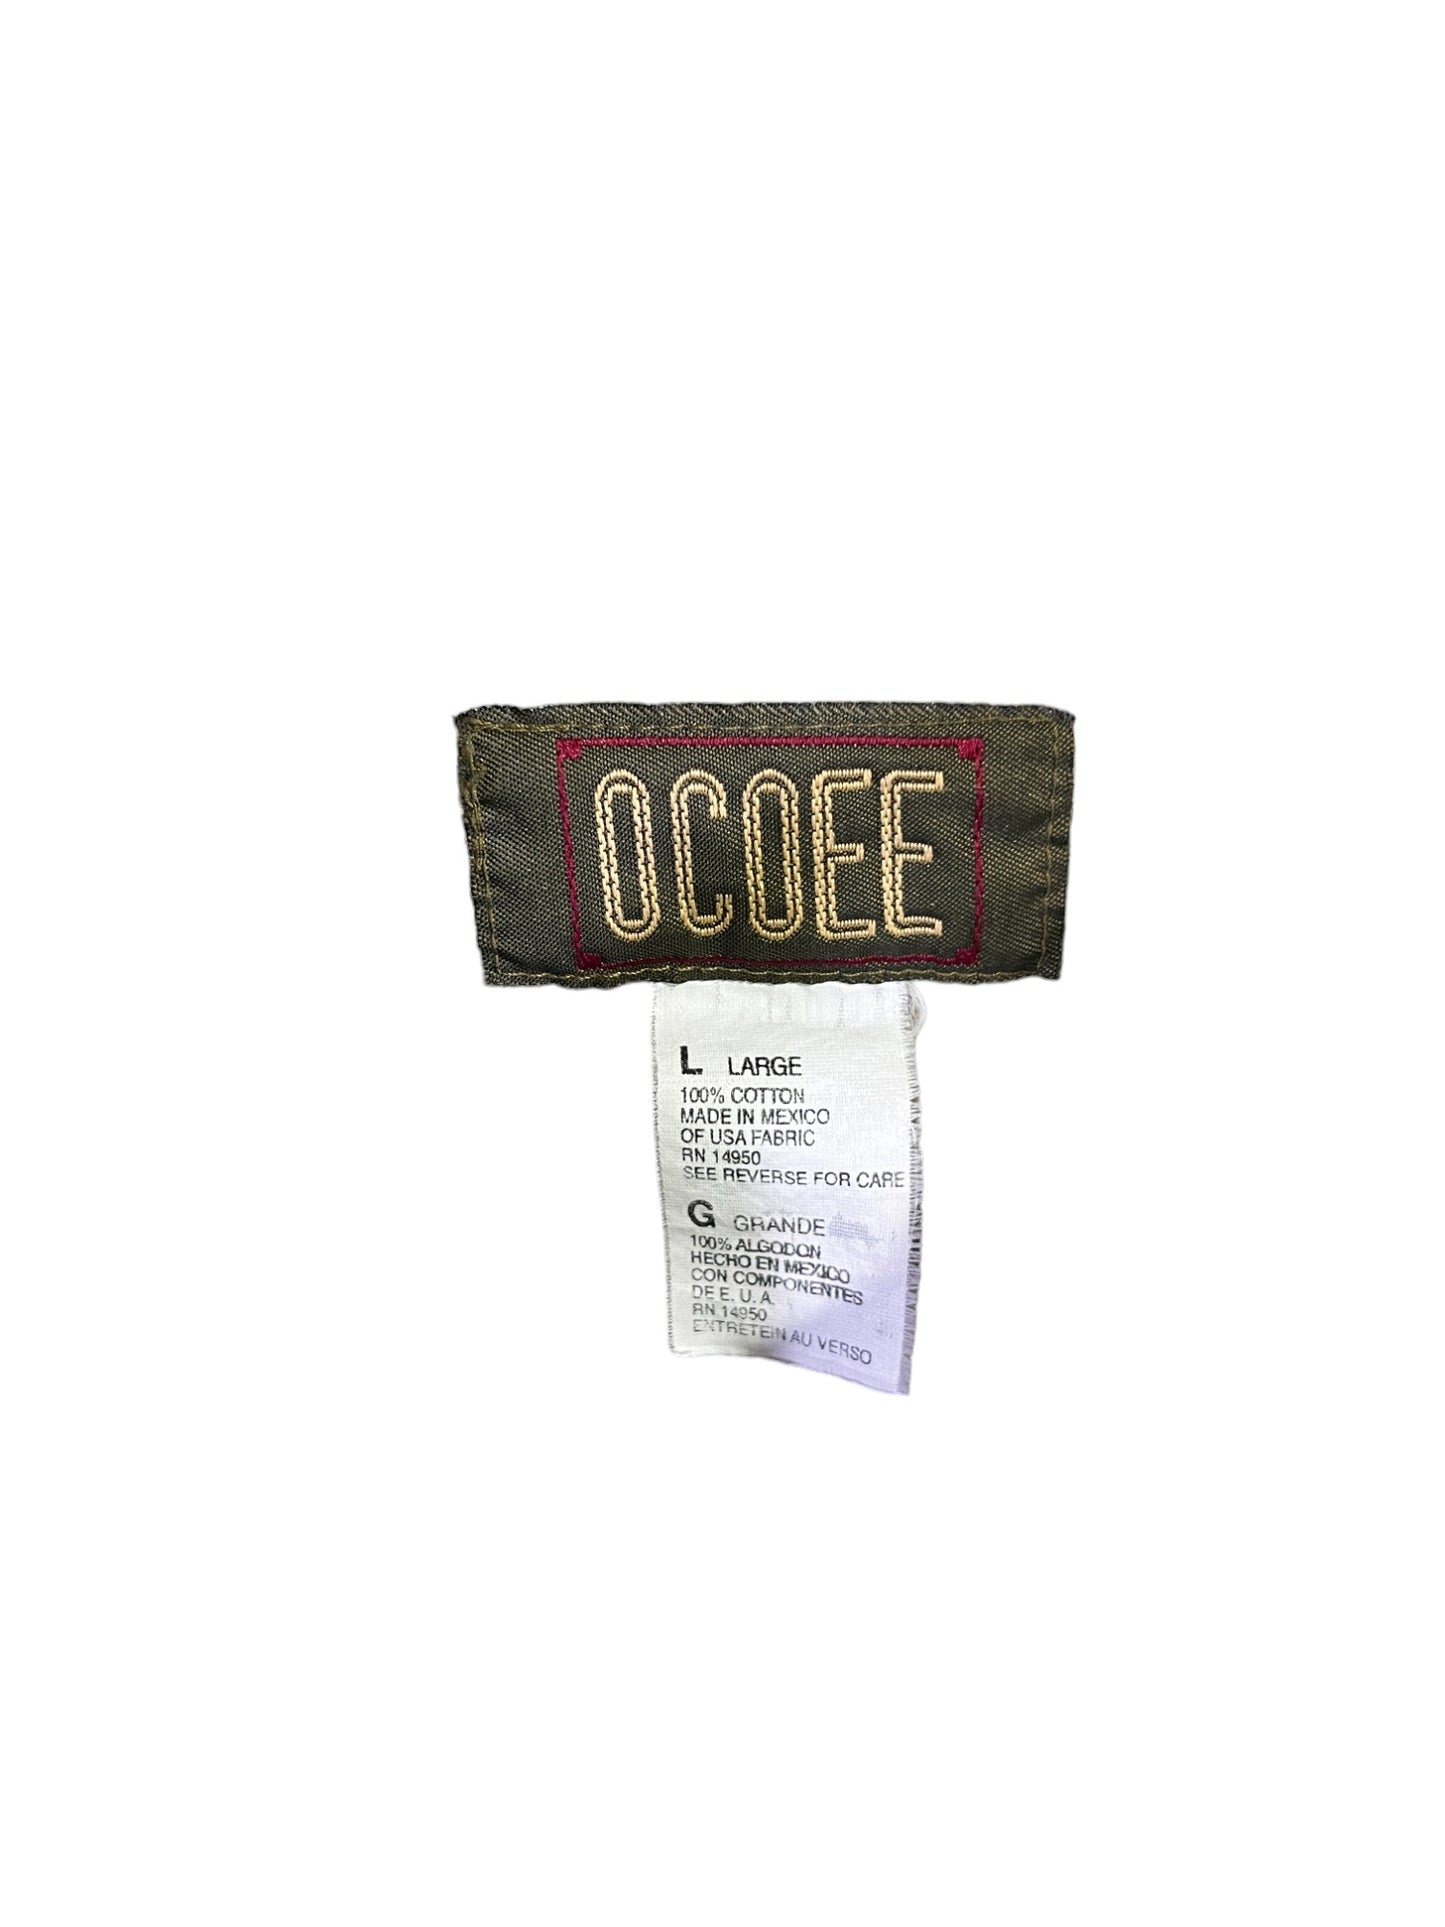 OCOEE
L LARGE
100% COTTON
MADE IN MEXICO
OF USA FABRIC
RN 14950
SEE REVERSE FOR CARE
G GRANDE
100% ALGODON
HECHO EN MEXICO
CON COMPONENTES
DE E. U. A.
RN 14950
ENTRETEIN AU VERSO